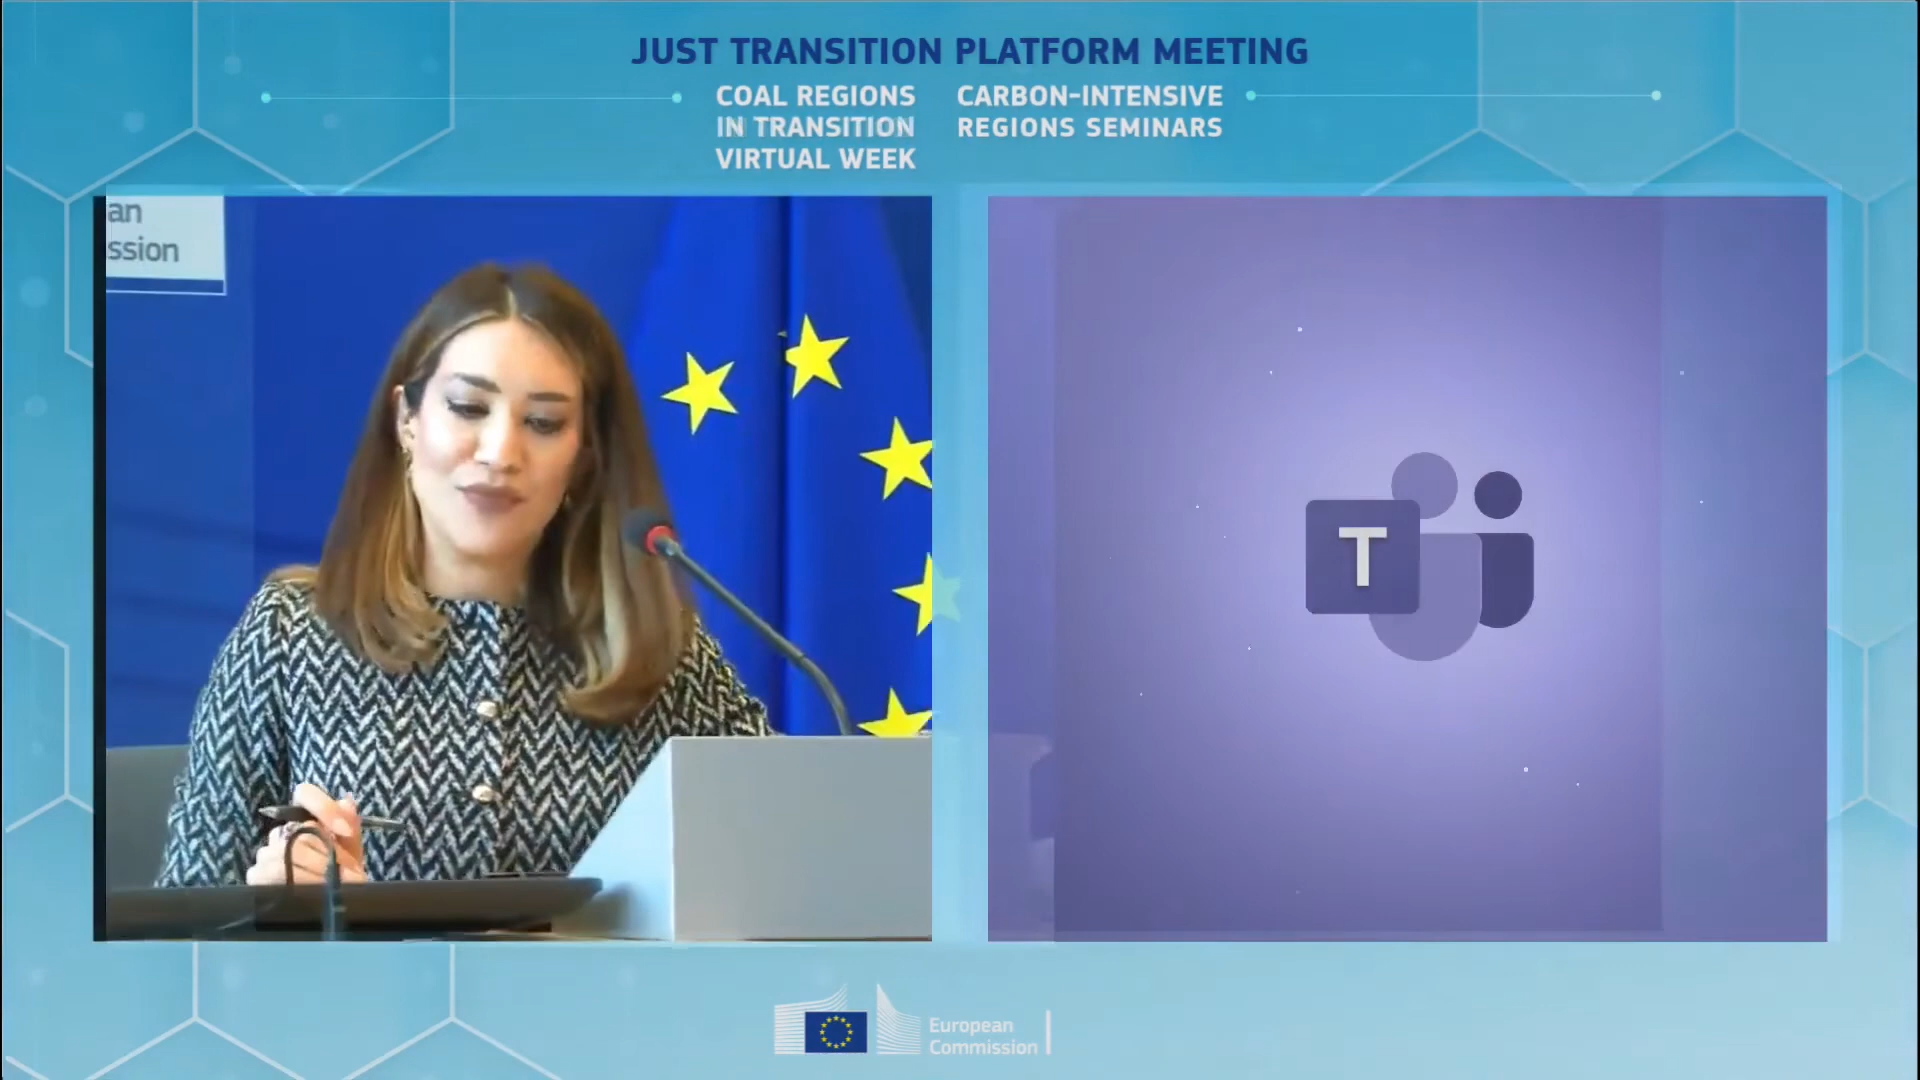 JUST TRANSITION PLATFORM MEETING
COAL REGIONS
IN TRANSITION
VIRTUAL WEEK
CARBON-INTENSIVE
REGIONS SEMINARS
an
ssion
T
European
Commission